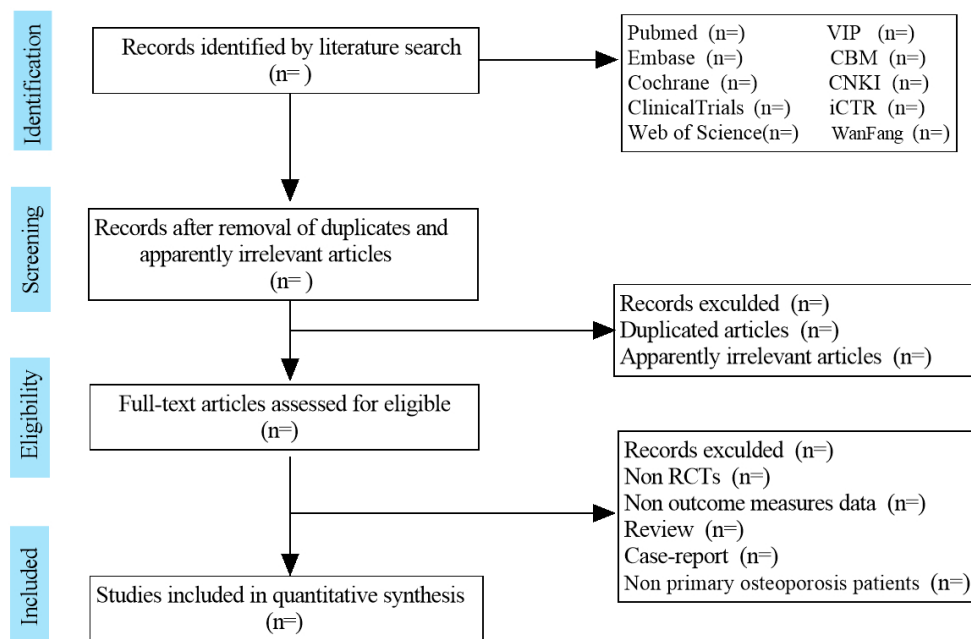 Identification
Records identified by literature search
(n= )
Pubmed (n=) VIP (n=)
Embase (n=) CBM (n=)
Cochrane (n=) CNKI (n=)
ClinicalTrials (n=) iCTR (n=)
Web of Science(n=) WanFang (n=)
Screening
Records after removal of duplicates and
apparently irrelevant articles
(n= )
Records exculded (n=)
Duplicated articles (n=)
Apparently irrelevant articles (n=)
Eligibility
Full-text articles assessed for eligible
(n=)
Records exculded (n=)
Non RCTs (n=)
Non outcome measures data (n=)
Review (n=)
Case-report (n=)
Non primary osteoporosis patients (n=)
Included
Studies included in quantitative synthesis
(n=)